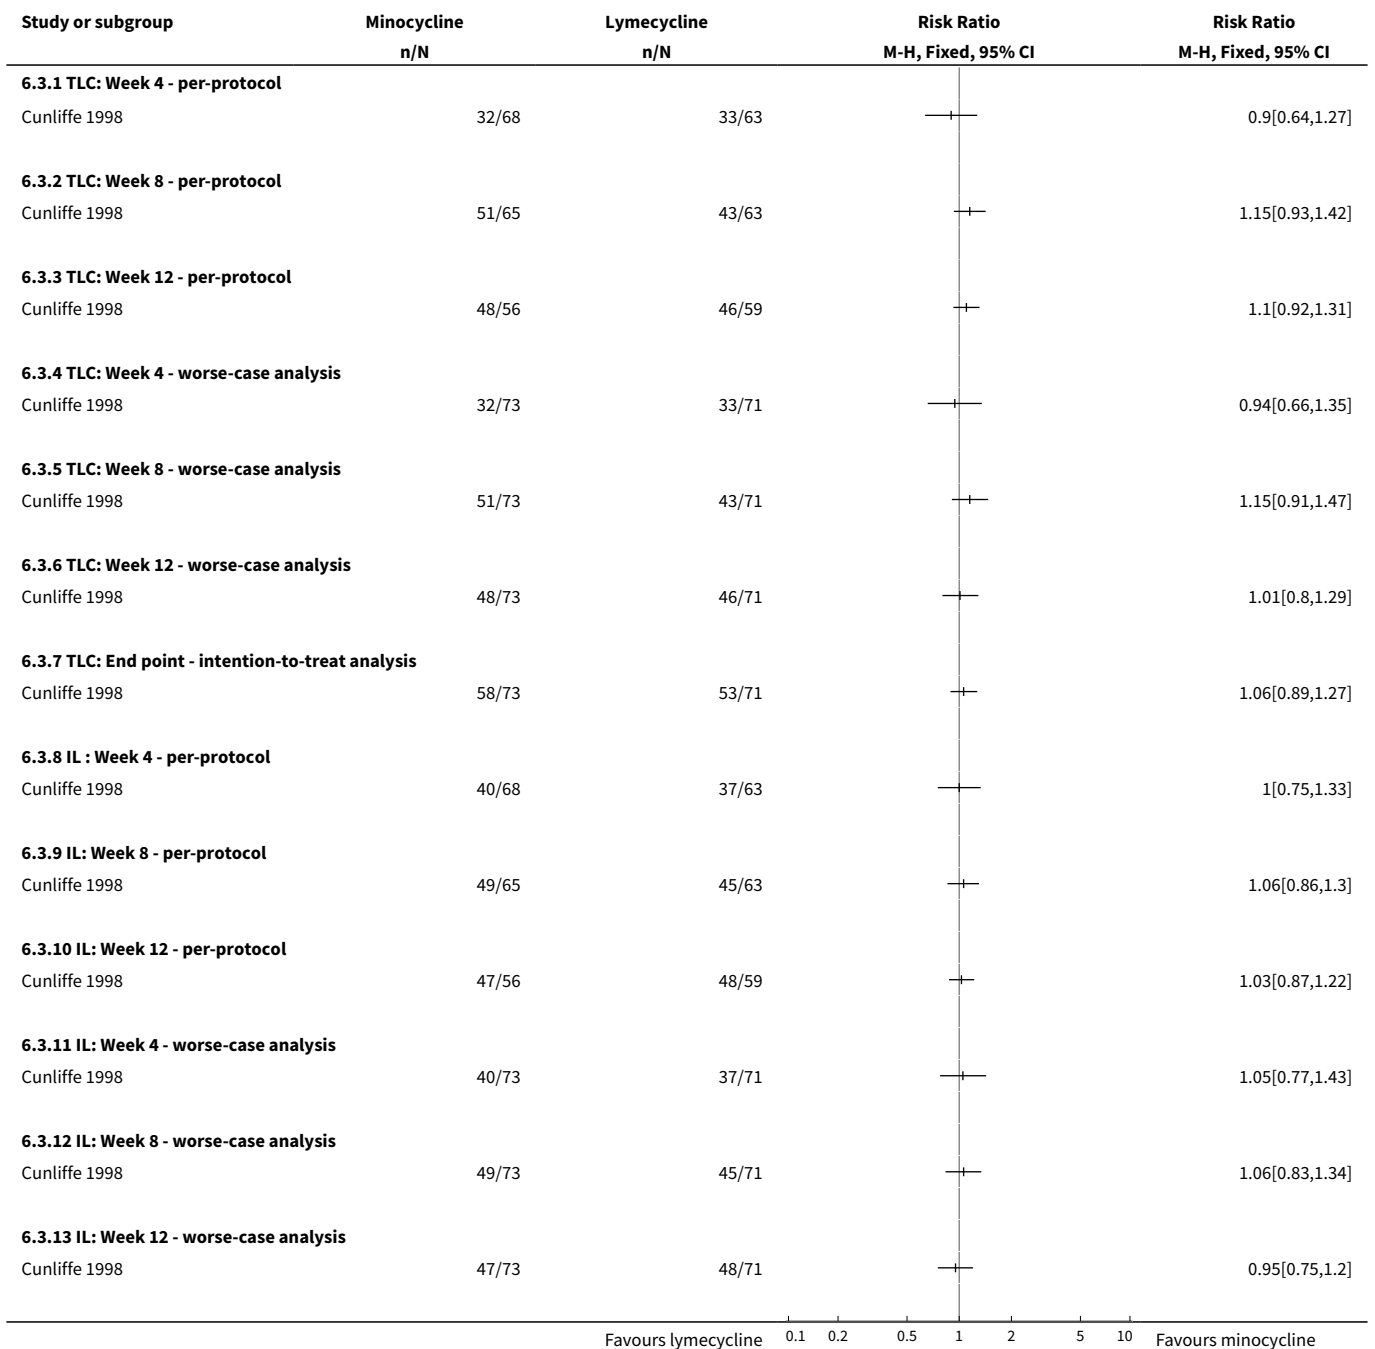 Study or subgroup Minocycline Lymecycline Risk Ratio Risk Ratio
n/N n/N M-H, Fixed, 95% CI M-H, Fixed, 95% CI
6.3.1 TLC: Week 4 - per-protocol
Cunliffe 1998 32/68 33/63 0.9[0.64,1.27]
6.3.2 TLC: Week 8 - per-protocol
Cunliffe 1998 51/65 43/63 1.15[0.93,1.42]
6.3.3 TLC: Week 12 - per-protocol
Cunliffe 1998 48/56 46/59 1.1[0.92,1.31]
6.3.4 TLC: Week 4 - worse-case analysis
Cunliffe 1998 32/73 33/71 0.94[0.66,1.35]
6.3.5 TLC: Week 8 - worse-case analysis
Cunliffe 1998 51/73 43/71 1.15[0.91,1.47]
6.3.6 TLC: Week 12 - worse-case analysis
Cunliffe 1998 48/73 46/71 1.01[0.8,1.29]
6.3.7 TLC: End point - intention-to-treat analysis
Cunliffe 1998 58/73 53/71 1.06[0.89,1.27]
6.3.8 IL : Week 4 - per-protocol
Cunliffe 1998 40/68 37/63 1[0.75,1.33]
6.3.9 IL: Week 8 - per-protocol
Cunliffe 1998 49/65 45/63 1.06[0.86,1.3]
6.3.10 IL: Week 12 - per-protocol
Cunliffe 1998 47/56 48/59 1.03[0.87,1.22]
6.3.11 IL: Week 4 - worse-case analysis
Cunliffe 1998 40/73 37/71 1.05[0.77,1.43]
6.3.12 IL: Week 8 - worse-case analysis
Cunliffe 1998 49/73 45/71 1.06[0.83,1.34]
6.3.13 IL: Week 12 - worse-case analysis
Cunliffe 1998 47/73 48/71 0.95[0.75,1.2]
Favours lymecycline 0.1 0.2 0.5 1 2 5 10 Favours minocycline